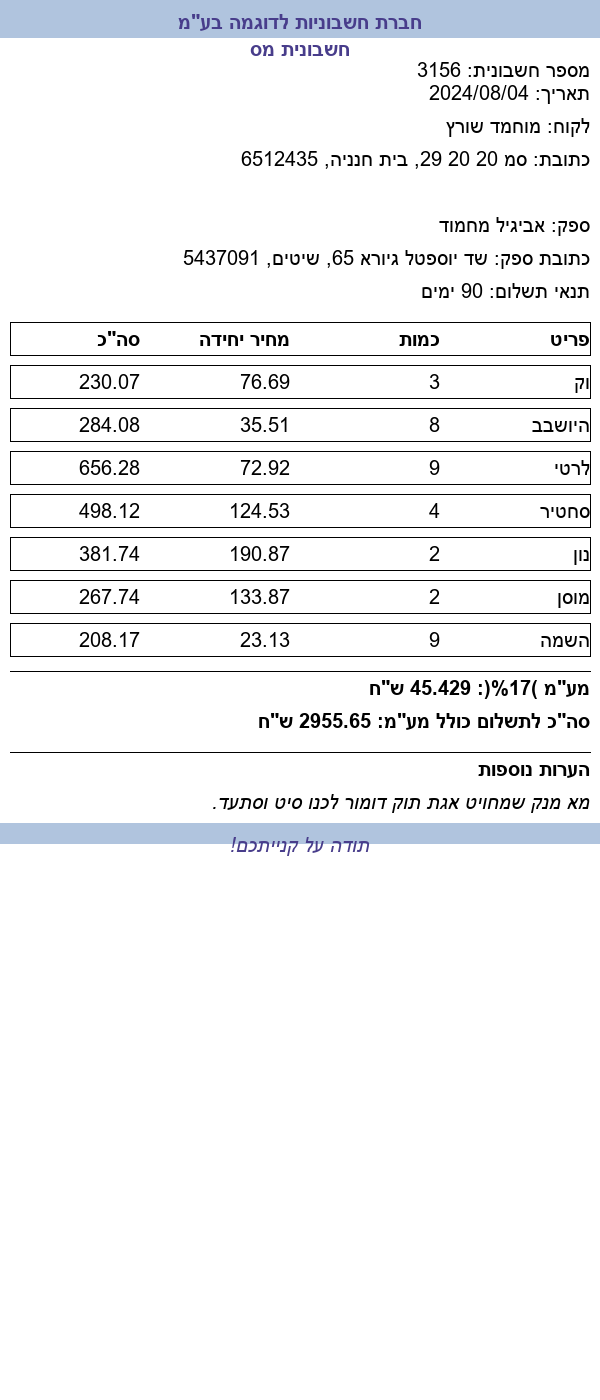 חברת חשבוניות לדוגמה בע"מ
חשבונית מס
מספר חשבונית: 3156
תאריך: 2024/08/04
לקוח: מוחמד שורץ
כתובת: סמ 20 20 29, בית חנניה, 6512435
ספק: אביגיל מחמוד
כתובת ספק: שד יוספטל גיורא 65, שיטים, 5437091
תנאי תשלום: 90 ימים
פריט כמות מחיר יחידה סה"כ
וק 3 76.69 230.07
היושבב 8 35.51 284.08
לרטי 9 72.92 656.28
סחטיר 4 124.53 498.12
נון 2 190.87 381.74
מוסן 2 133.87 267.74
השמה 9 23.13 208.17
מע"מ )17%(: 45.429 ש"ח
סה"כ לתשלום כולל מע"מ: 2955.65 ש"ח
הערות נוספות
מא מנק שמחויט אגת תוק דומור לכנו סיט וסתעד.
תודה על קנייתכם!